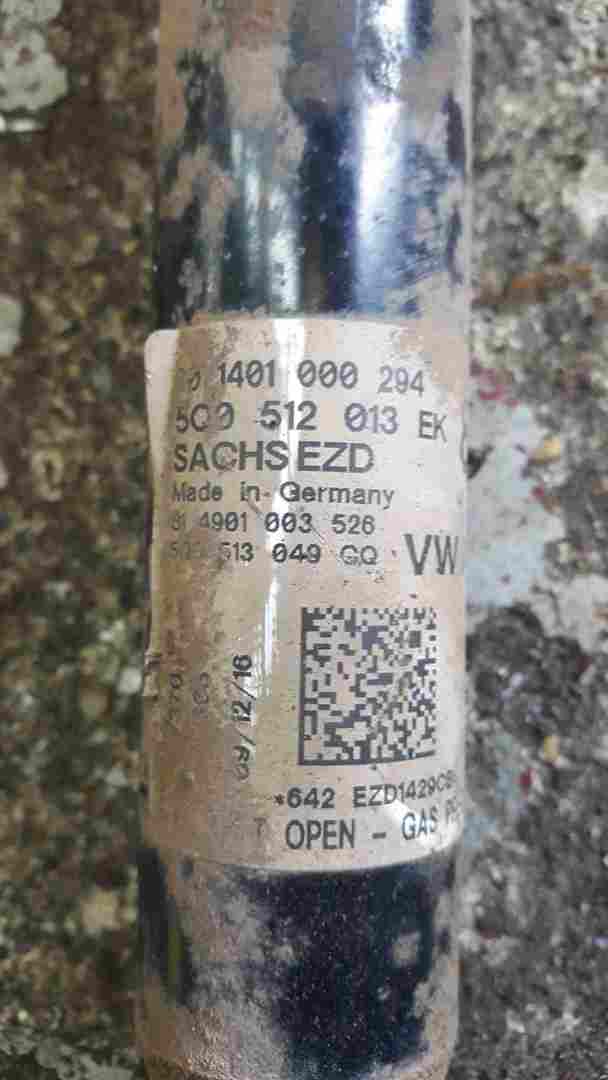 1401 000 294
5Q0 512 013 EK
SACHS EZD
Made in Germany
4901 003 526
513 049 GQ
VW
09/12/16
*642 EZD1429C
OPEN - GAS